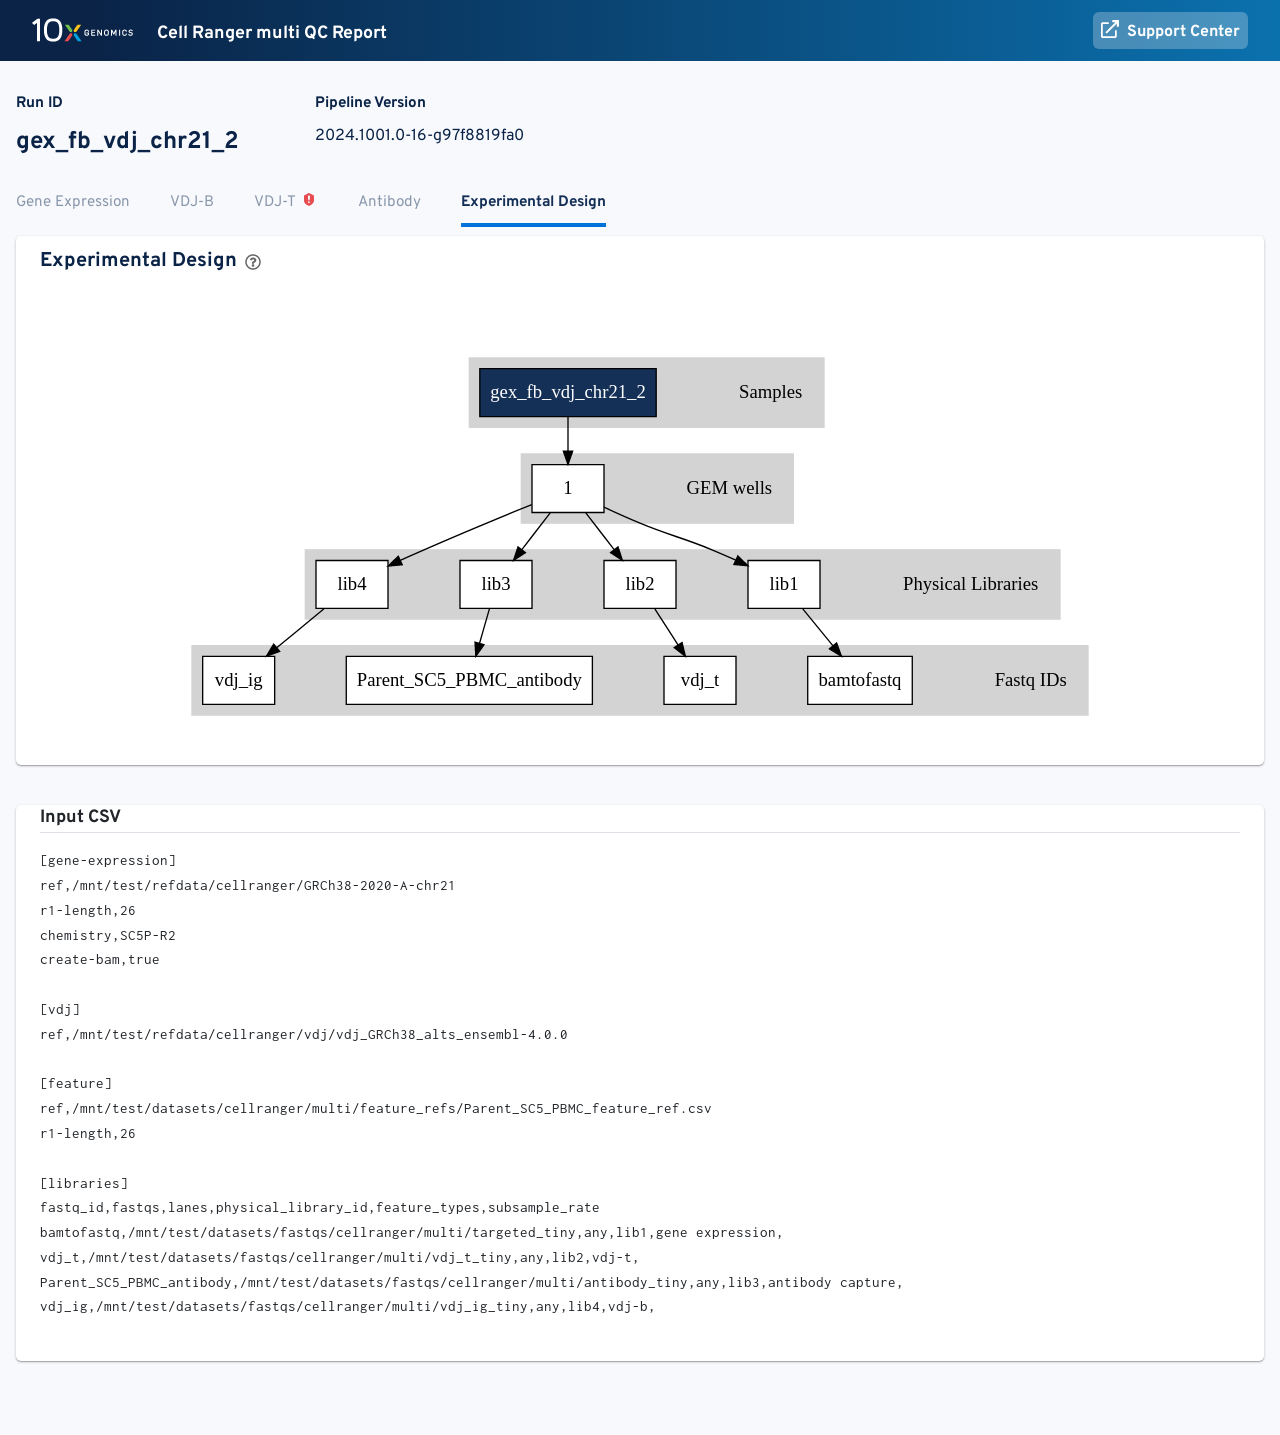 10x GENOMICS Cell Ranger multi QC Report Support Center
Run ID Pipeline Version
gex_fb_vdj_chr21_2 2024.1001.0-16-g97f8819fa0
Gene Expression VDJ-B VDJ-T Antibody Experimental Design
Experimental Design
gex_fb_vdj_chr21_2 Samples
1 GEM wells
lib4 lib3 lib2 lib1 Physical Libraries
vdj_ig Parent_SC5_PBMC_antibody vdj_t bamtofastq Fastq IDs
Input CSV
[gene-expression]
ref,/mnt/test/refdata/cellranger/GRCh38-2020-A-chr21
r1-length,26
chemistry,SC5P-R2
create-bam,true
[vdj]
ref,/mnt/test/refdata/cellranger/vdj/vdj_GRCh38_alts_ensembl-4.0.0
[feature]
ref,/mnt/test/datasets/cellranger/multi/feature_refs/Parent_SC5_PBMC_feature_ref.csv
r1-length,26
[libraries]
fastq_id,fastqs,lanes,physical_library_id,feature_types,subsample_rate
bamtofastq,/mnt/test/datasets/fastqs/cellranger/multi/targeted_tiny,any,lib1,gene expression,
vdj_t,/mnt/test/datasets/fastqs/cellranger/multi/vdj_t_tiny,any,lib2,vdj-t,
Parent_SC5_PBMC_antibody,/mnt/test/datasets/fastqs/cellranger/multi/antibody_tiny,any,lib3,antibody capture,
vdj_ig,/mnt/test/datasets/fastqs/cellranger/multi/vdj_ig_tiny,any,lib4,vdj-b,